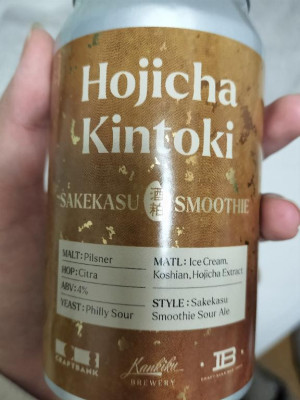 Hojicha
Kintoki
SAKEKASU 酒粕 SMOOTHIE
MALT: Pilsner
HOP: Citra
ABV: 4%
YEAST: Philly Sour
MATL: Ice Cream,
Koshian, Hojicha Extract
STYLE: Sakekasu
Smoothie Sour Ale
CRAFTBANK
Kankiku
BREWERY